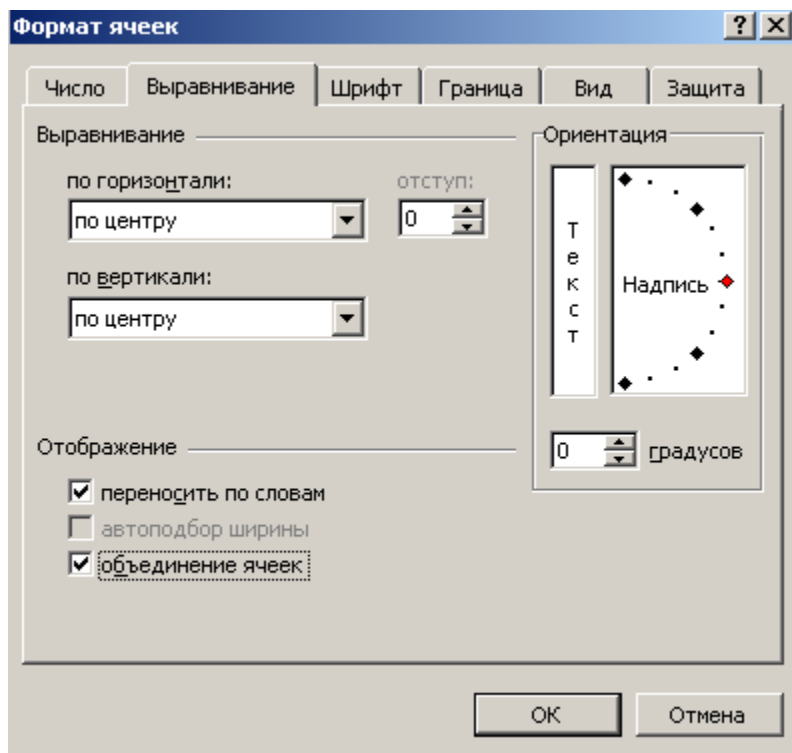 Формат ячеек
Число Выравнивание Шрифт Граница Вид Защита
Выравнивание
по горизонтали:
отступ:
по центру
0
по вертикали:
по центру
Ориентация
Текст
Надпись
0 градусов
Отображение
переносить по словам
автоподбор ширины
объединение ячеек
ОК Отмена